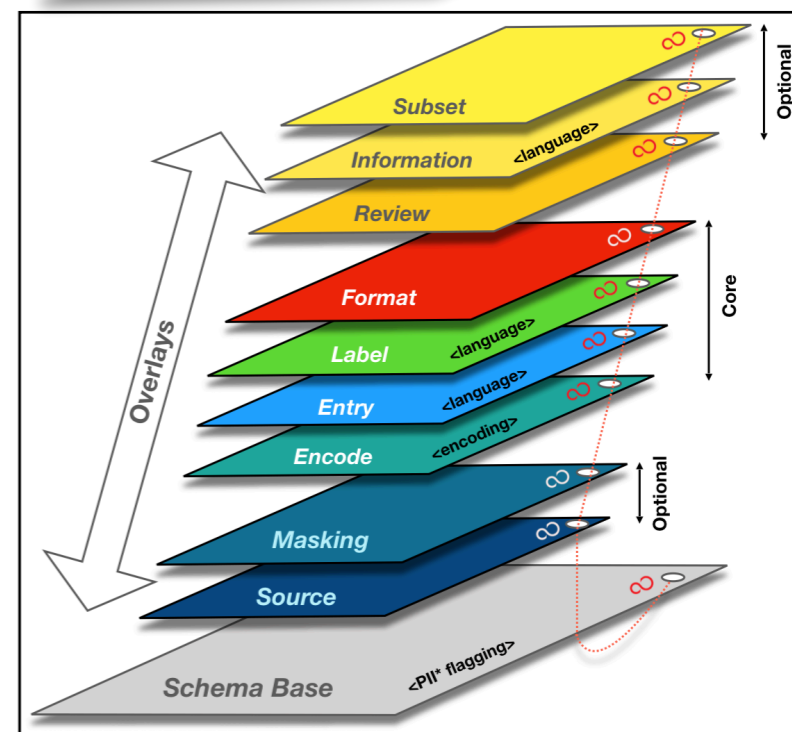 Subset
Optional
Information
<language>
Review
Format
Core
Label
<language>
Overlays
Entry
<language>
Encode
<encoding>
Masking
Optional
Source
Schema Base
<PII* flagging>